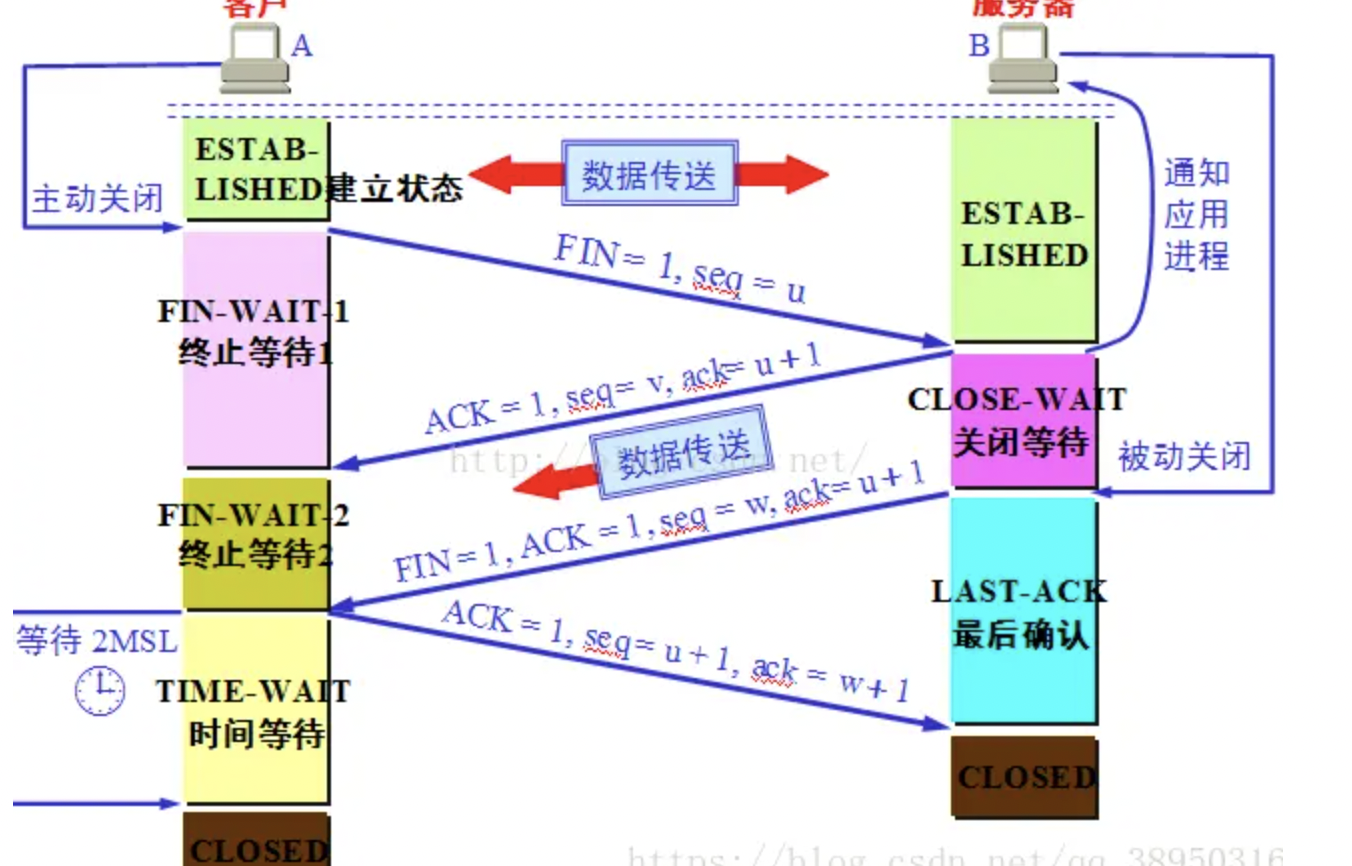 客户
服务器
A
B
ESTAB-
LISHED建立状态
数据传送
主动关闭
ESTAB-
LISHED
通知
应用
进程
FIN = 1, seq = u
FIN-WAIT-1
终止等待1
ACK = 1, seq= v, ack= u + 1
CLOSE-WAIT
关闭等待
数据传送
被动关闭
FIN-WAIT-2
终止等待2
FIN = 1, ACK = 1, seq = w, ack= u + 1
LAST-ACK
最后确认
ACK = 1, seq= u + 1, ack = w + 1
等待 2MSL
TIME-WAIT
时间等待
CLOSED
CLOSED
https://blog.csdn.net/qq_38950316